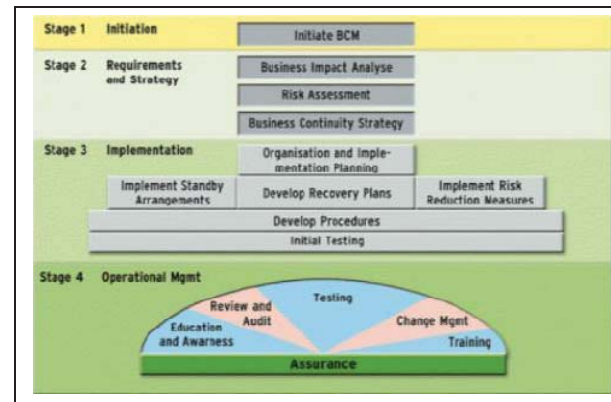 Stage 1 Initiation
Initiate BCM
Stage 2 Requirements
and Strategy
Business Impact Analyse
Risk Assessment
Business Continuity Strategy
Stage 3 Implementation
Organisation and Imple-
mentation Planning
Implement Standby
Arrangements
Develop Recovery Plans
Implement Risk
Reduction Measures
Develop Procedures
Initial Testing
Stage 4 Operational Mgmt
Testing
Review and
Audit
Change Mgmt
Education
and Awarness
Training
Assurance